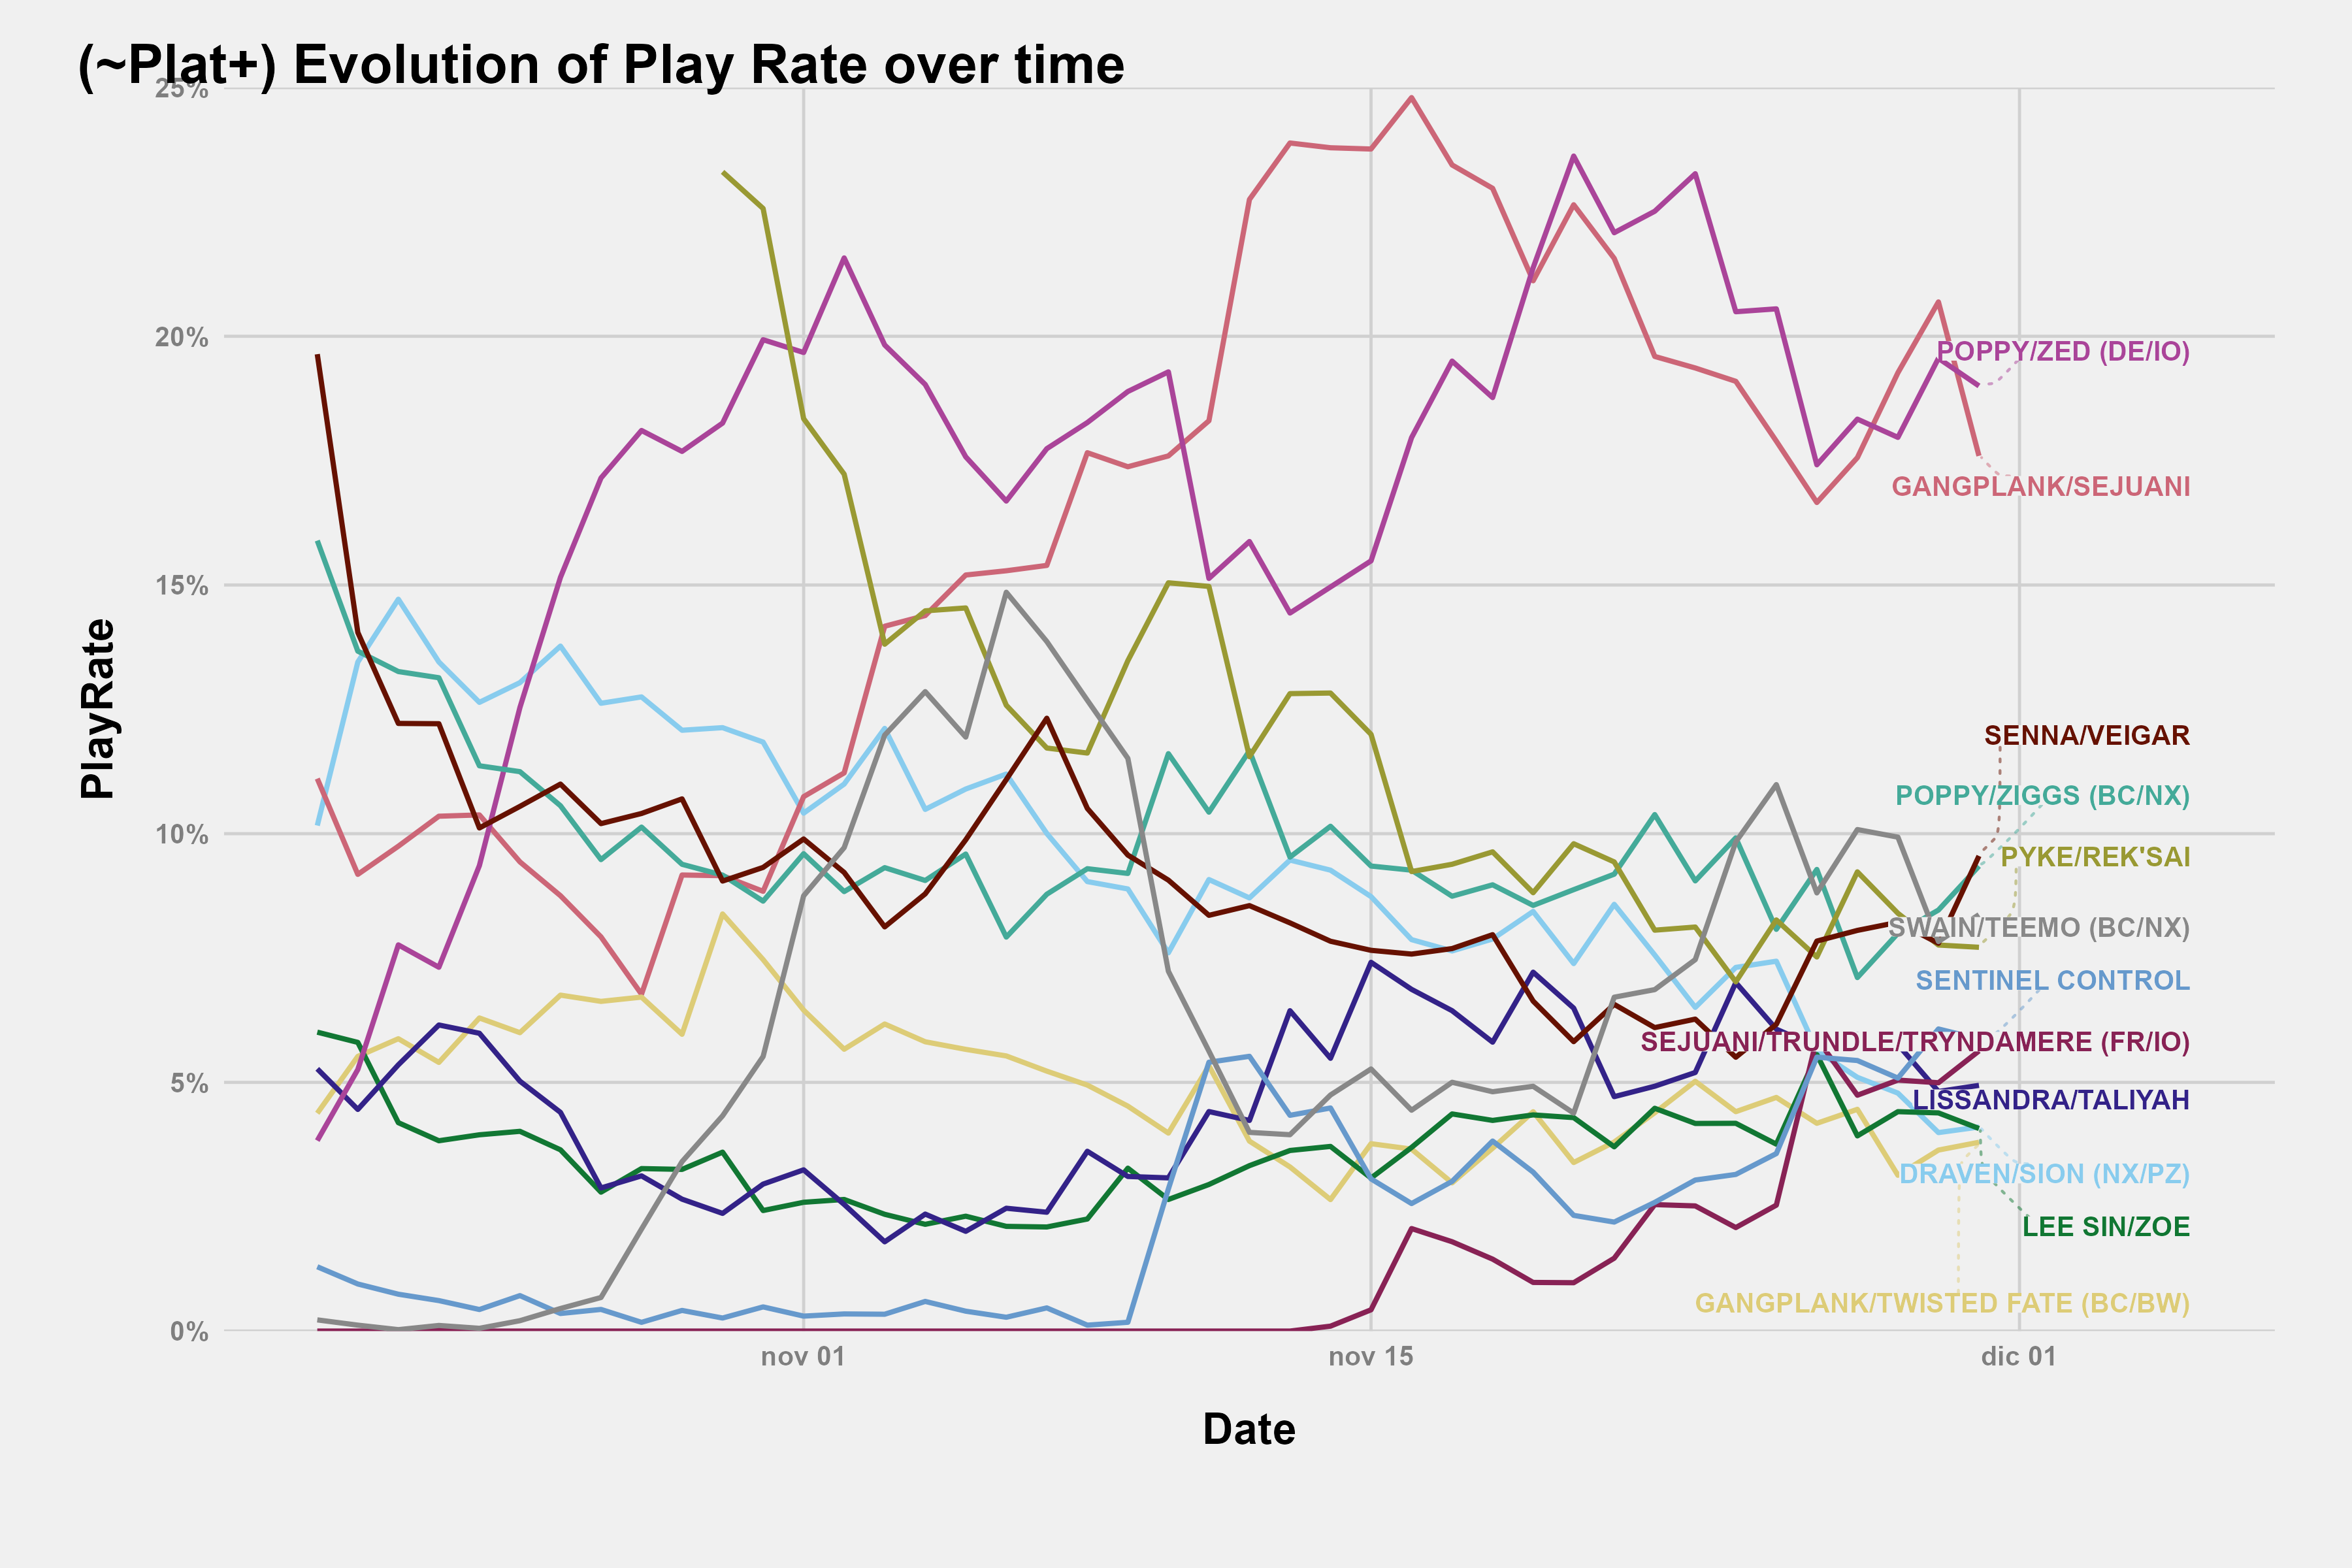 (~Plat+) Evolution of Play Rate over time
25%
20%
15%
10%
5%
0%
PlayRate
POPPY/ZED (DE/IO)
GANGPLANK/SEJUANI
SENNA/VEIGAR
POPPY/ZIGGS (BC/NX)
PYKE/REK'SAI
SWAIN/TEEMO (BC/NX)
SENTINEL CONTROL
SEJUANI/TRUNDLE/TRYNDAMERE (FR/IO)
LISSANDRA/TALIYAH
DRAVEN/SION (NX/PZ)
LEE SIN/ZOE
GANGPLANK/TWISTED FATE (BC/BW)
nov 01
nov 15
dic 01
Date